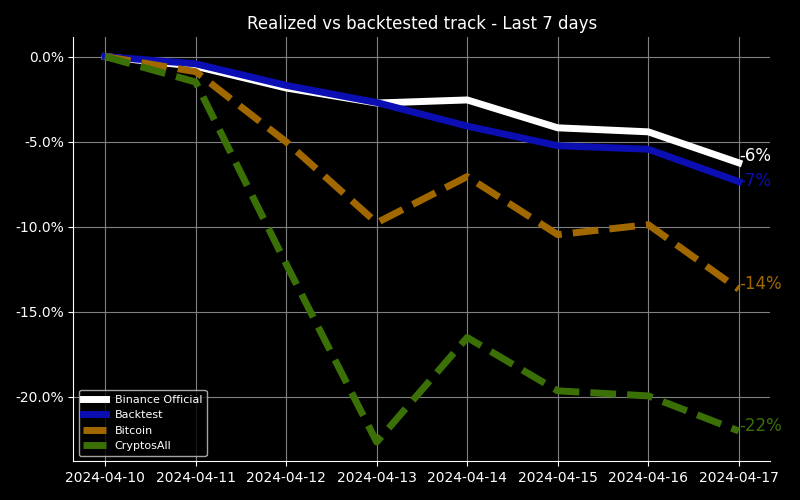 Realized vs backtested track - Last 7 days
0.0%
-5.0%
-10.0%
-15.0%
-20.0%
-6%
-7%
-14%
-22%
Binance Official
Backtest
Bitcoin
CryptosAll
2024-04-10 2024-04-11 2024-04-12 2024-04-13 2024-04-14 2024-04-15 2024-04-16 2024-04-17